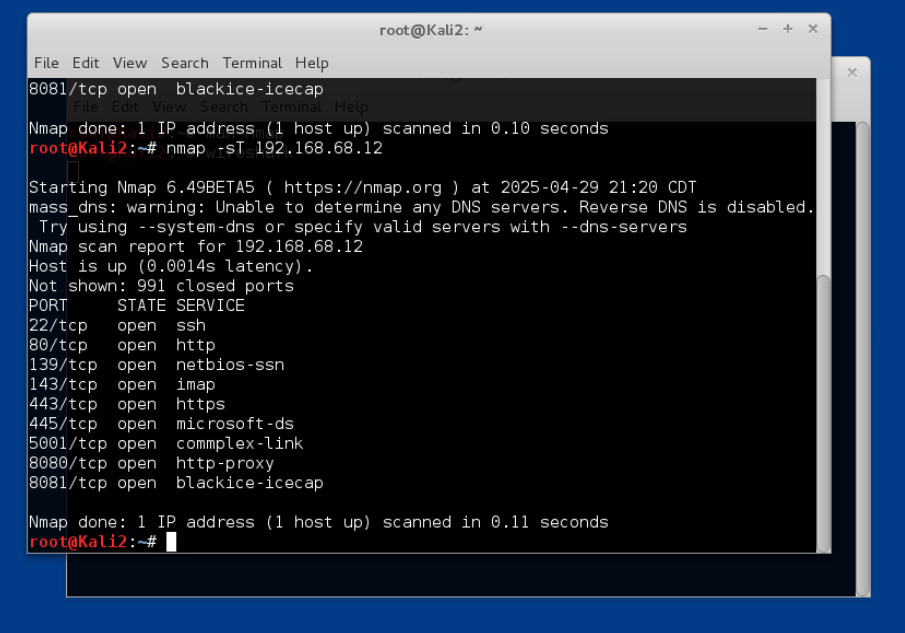 root@Kali2: ~
File Edit View Search Terminal Help
8081/tcp open  blackice-icecap
File Edit View Search Terminal Help
Nmap done: 1 IP address (1 host up) scanned in 0.10 seconds
root@Kali2:~# nmap -sT 192.168.68.12
Starting Nmap 6.49BETA5 ( https://nmap.org ) at 2025-04-29 21:20 CDT
mass_dns: warning: Unable to determine any DNS servers. Reverse DNS is disabled.
 Try using --system-dns or specify valid servers with --dns-servers
Nmap scan report for 192.168.68.12
Host is up (0.0014s latency).
Not shown: 991 closed ports
PORT     STATE SERVICE
22/tcp   open  ssh
80/tcp   open  http
139/tcp  open  netbios-ssn
143/tcp  open  imap
443/tcp  open  https
445/tcp  open  microsoft-ds
5001/tcp open  commplex-link
8080/tcp open  http-proxy
8081/tcp open  blackice-icecap
Nmap done: 1 IP address (1 host up) scanned in 0.11 seconds
root@Kali2:~#